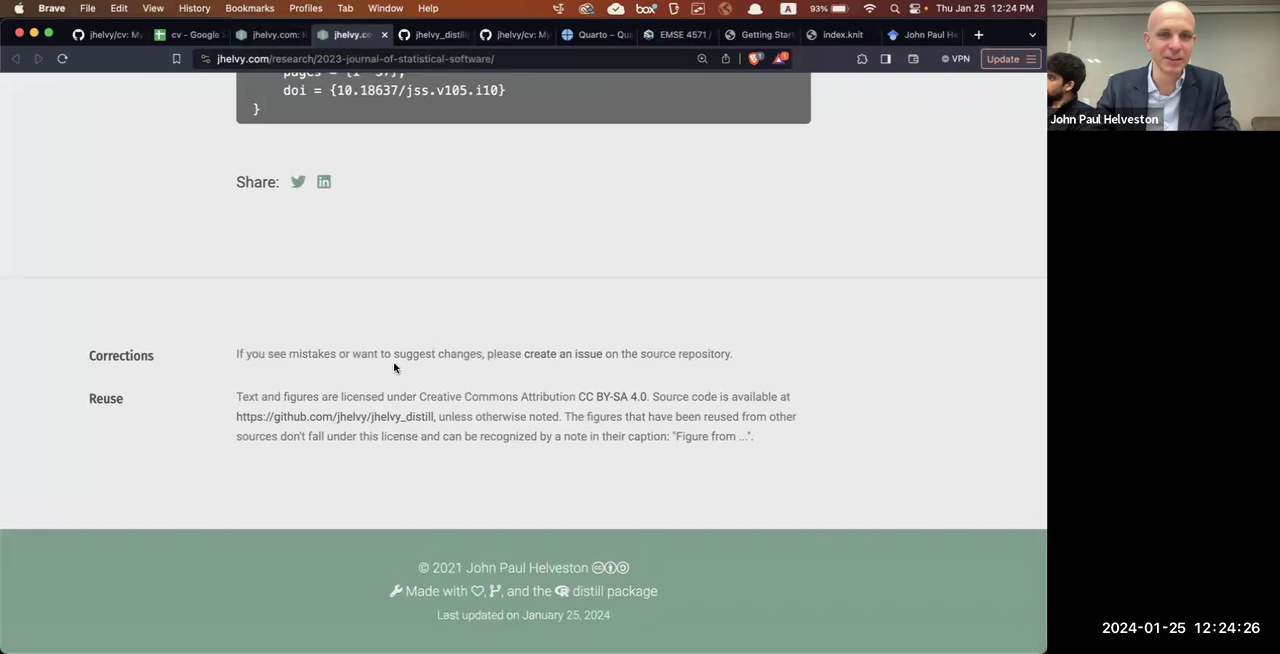 Brave File Edit View History Bookmarks Profiles Tab Window Help box A 93% Thu Jan 25 12:24 PM
jhelvy/cv: My cv - Google jhelvy.com: jhelvy.co jhelvy_distill jhelvy/cv: My Quarto – Qu EMSE 4571 / Getting Start index.knit John Paul He
jhelvy.com/research/2023-journal-of-statistical-software/ VPN Update
doi = {10.18637/jss.v105.i10}
}
John Paul Helveston
Share:
Corrections
If you see mistakes or want to suggest changes, please create an issue on the source repository.
Reuse
Text and figures are licensed under Creative Commons Attribution CC BY-SA 4.0. Source code is available at
https://github.com/jhelvy/jhelvy_distill, unless otherwise noted. The figures that have been reused from other
sources don't fall under this license and can be recognized by a note in their caption: "Figure from ...".
© 2021 John Paul Helveston
Made with , , and the distill package
Last updated on January 25, 2024
2024-01-25 12:24:26